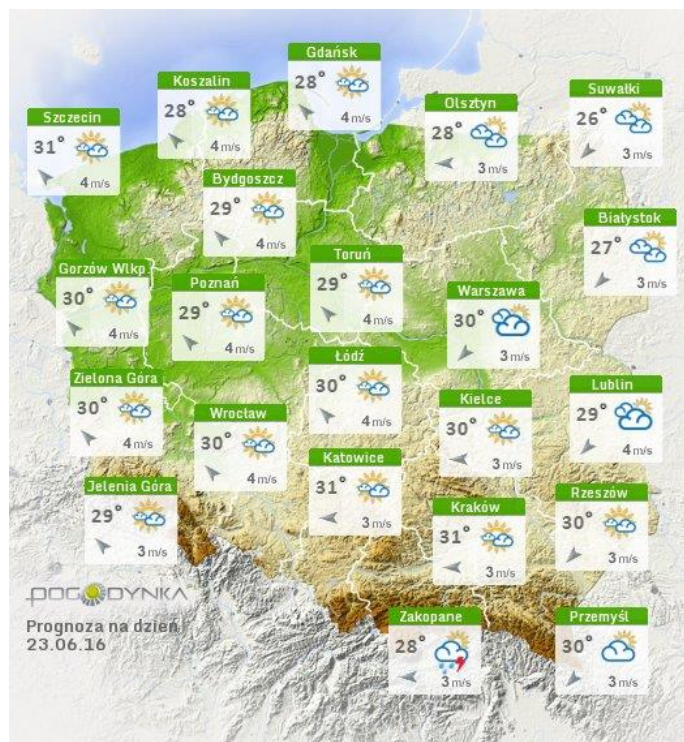 Gdańsk
28°
4 m/s
Koszalin
28°
4 m/s
Suwałki
26°
3 m/s
Olsztyn
28°
3 m/s
Szczecin
31°
4 m/s
Bydgoszcz
29°
4 m/s
Białystok
27°
3 m/s
Toruń
29°
4 m/s
Gorzów Wlkp.
30°
4 m/s
Poznań
29°
4 m/s
Warszawa
30°
3 m/s
Łódź
30°
4 m/s
Zielona Góra
30°
4 m/s
Lublin
29°
4 m/s
Kielce
30°
3 m/s
Wrocław
30°
4 m/s
Katowice
31°
3 m/s
Jelenia Góra
29°
3 m/s
Rzeszów
30°
3 m/s
Kraków
31°
3 m/s
POGODYNKA
Prognoza na dzień
23.06.16
Zakopane
28°
3 m/s
Przemyśl
30°
3 m/s